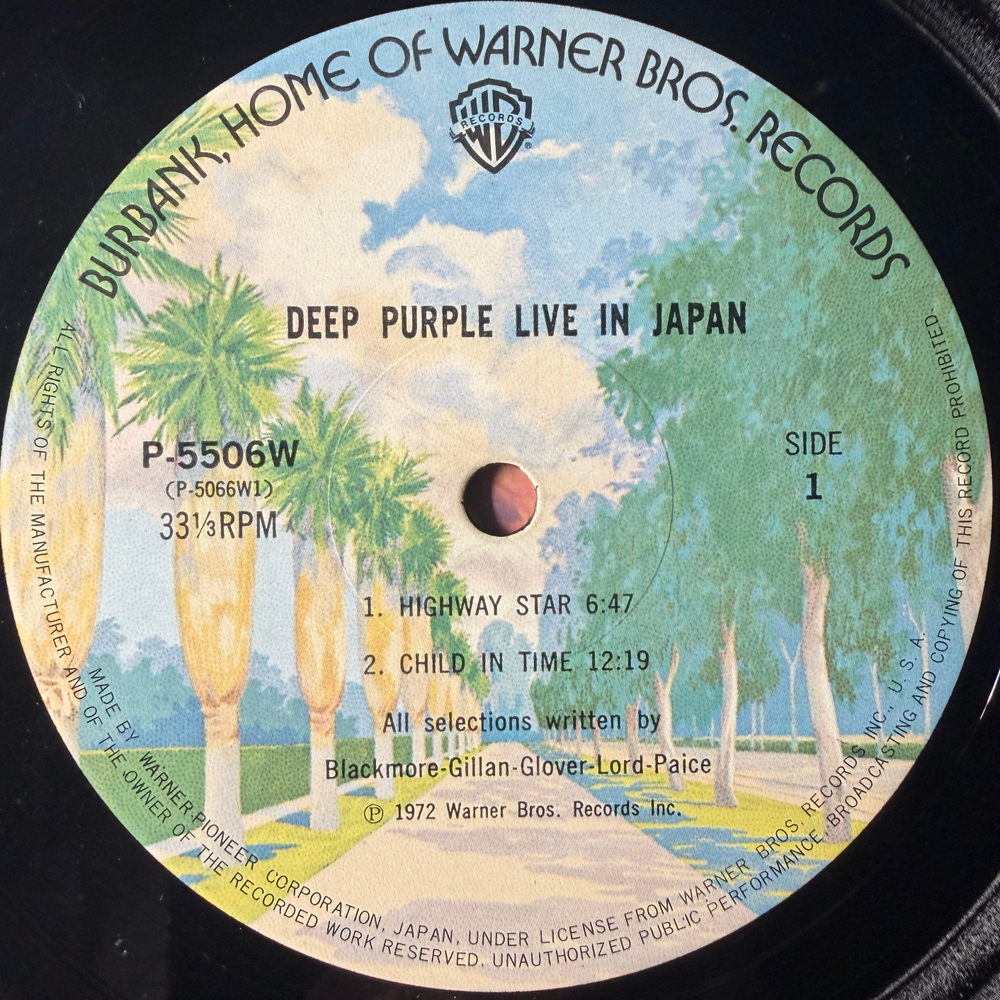 BURBANK, HOME OF WARNER BROS. RECORDS
W RECORDS ®
DEEP PURPLE LIVE IN JAPAN
P-5506W
(P-5066W1)
33⅓RPM
SIDE
1
1. HIGHWAY STAR 6:47
2. CHILD IN TIME 12:19
All selections written by
Blackmore-Gillan-Glover-Lord-Paice
Ⓟ 1972 Warner Bros. Records Inc.
MADE BY WARNER-PIONEER CORPORATION, JAPAN, UNDER LICENSE FROM WARNER BROS. RECORDS INC., U. S. A.
ALL RIGHTS OF THE MANUFACTURER AND OF THE OWNER OF THE RECORDED WORK RESERVED. UNAUTHORIZED PUBLIC PERFORMANCE, BROADCASTING AND COPYING OF THIS RECORD PROHIBITED